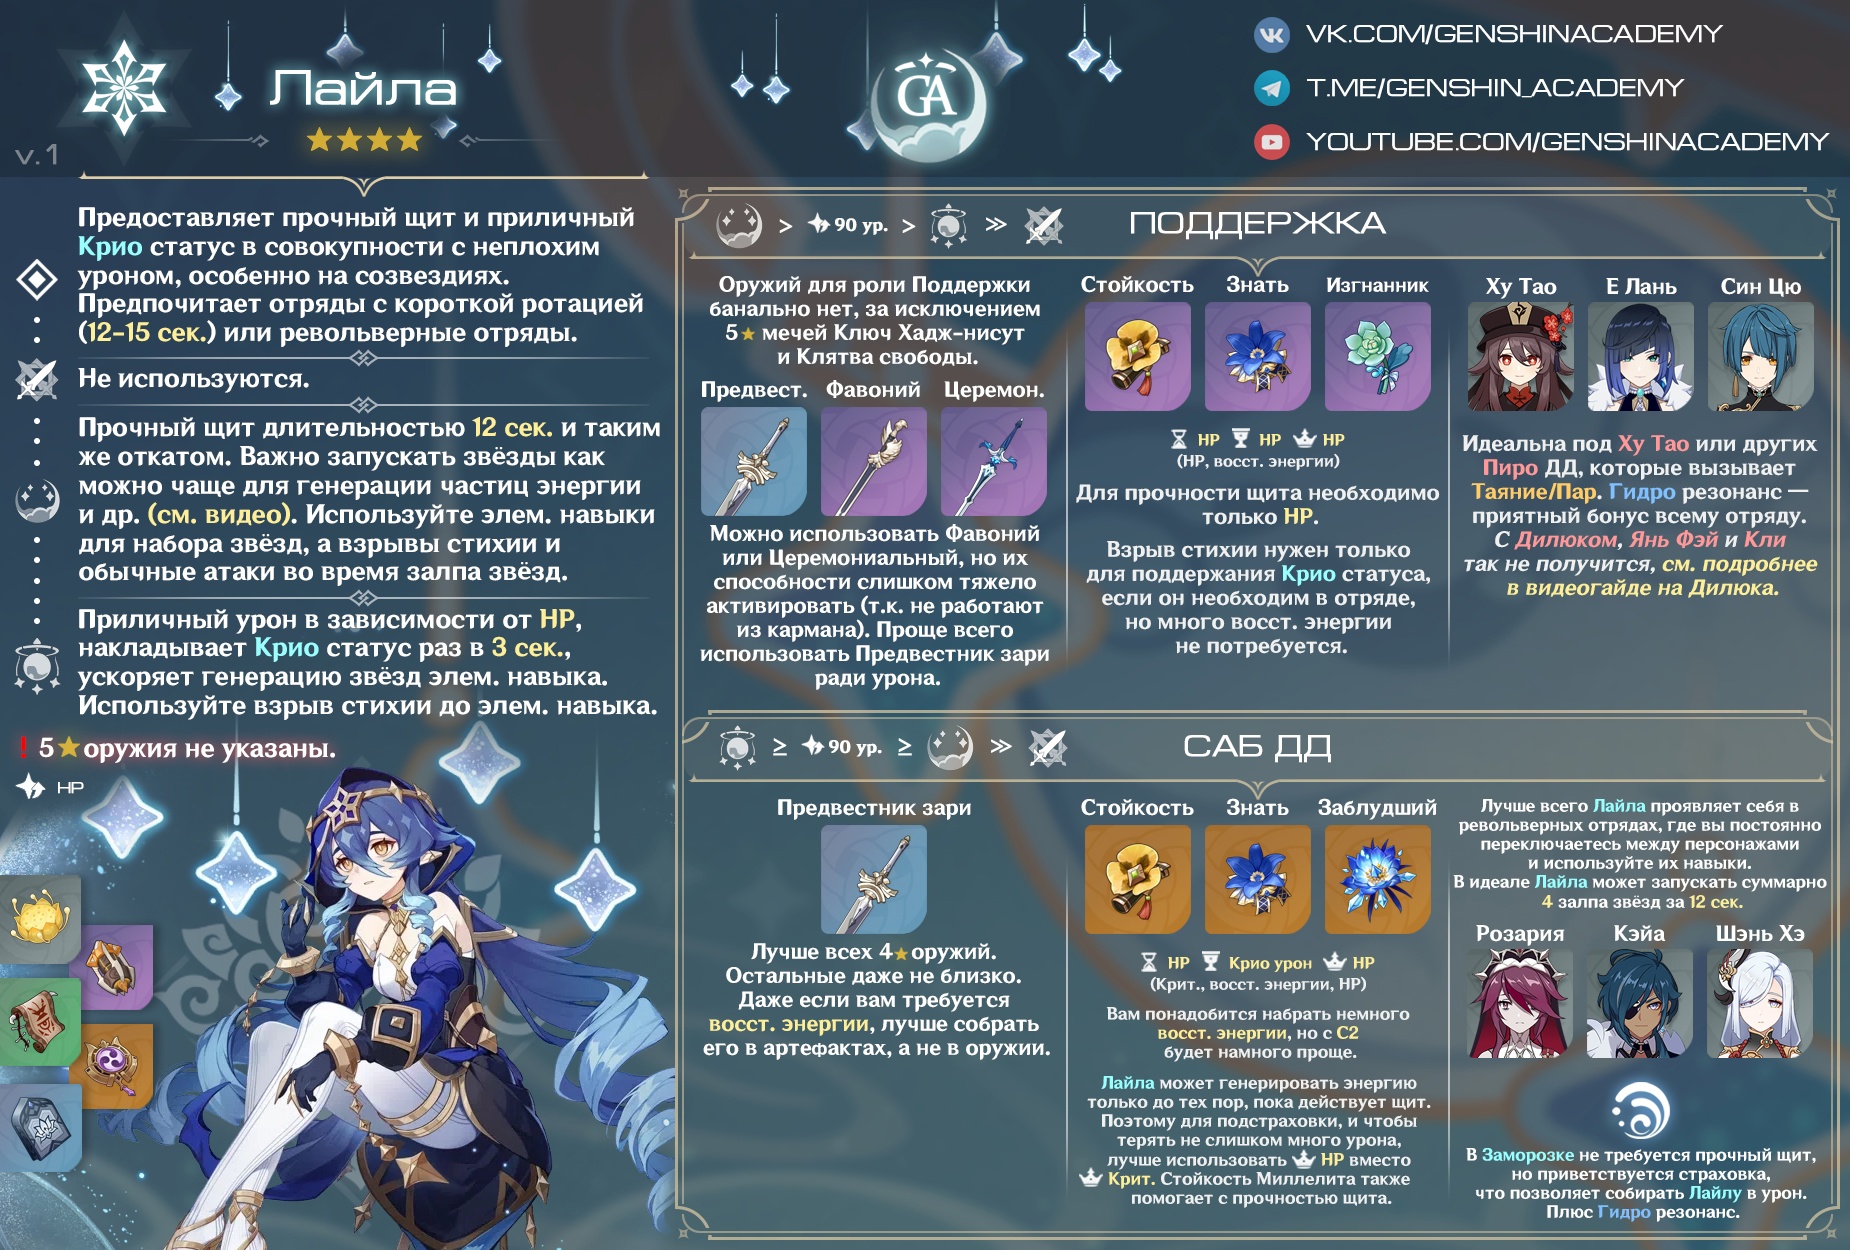 Лайла
v.1
GA
VK.COM/GENSHINACADEMY
T.ME/GENSHIN_ACADEMY
YOUTUBE.COM/GENSHINACADEMY
Предоставляет прочный щит и приличный
Крио статус в совокупности с неплохим
уроном, особенно на созвездиях.
Предпочитает отряды с короткой ротацией
(12-15 сек.) или револьверные отряды.
Не используются.
Прочный щит длительностью 12 сек. и таким
же откатом. Важно запускать звёзды как
можно чаще для генерации частиц энергии
и др. (см. видео). Используйте элем. навыки
для набора звёзд, а взрывы стихии и
обычные атаки во время залпа звёзд.
Приличный урон в зависимости от HP,
накладывает Крио статус раз в 3 сек.,
ускоряет генерацию звёзд элем. навыка.
Используйте взрыв стихии до элем. навыка.
! 5★оружия не указаны.
HP
> 90 ур. > » ПОДДЕРЖКА
Оружий для роли Поддержки
банально нет, за исключением
5★ мечей Ключ Хадж-нисут
и Клятва свободы.
Предвест. Фавоний Церемон.
Можно использовать Фавоний
или Церемониальный, но их
способности слишком тяжело
активировать (т.к. не работают
из кармана). Проще всего
использовать Предвестник зари
ради урона.
Стойкость Знать Изгнанник
HP HP HP
(HP, восст. энергии)
Для прочности щита необходимо
только HP.
Взрыв стихии нужен только
для поддержания Крио статуса,
если он необходим в отряде,
но много восст. энергии
не потребуется.
Ху Тао Е Лань Син Цю
Идеальна под Ху Тао или других
Пиро ДД, которые вызывает
Таяние/Пар. Гидро резонанс —
приятный бонус всему отряду.
С Дилюком, Янь Фэй и Кли
так не получится, см. подробнее
в видеогайде на Дилюка.
≥ 90 ур. ≥ » САБ ДД
Предвестник зари
Лучше всех 4★оружий.
Остальные даже не близко.
Даже если вам требуется
восст. энергии, лучше собрать
его в артефактах, а не в оружии.
Стойкость Знать Заблудший
HP Крио урон HP
(Крит., восст. энергии, HP)
Вам понадобится набрать немного
восст. энергии, но с С2
будет намного проще.
Лайла может генерировать энергию
только до тех пор, пока действует щит.
Поэтому для подстраховки, и чтобы
терять не слишком много урона,
лучше использовать HP вместо
Крит. Стойкость Миллелита также
помогает с прочностью щита.
Лучше всего Лайла проявляет себя в
револьверных отрядах, где вы постоянно
переключаетесь между персонажами
и используйте их навыки.
В идеале Лайла может запускать суммарно
4 залпа звёзд за 12 сек.
Розария Кэйа Шэнь Хэ
В Заморозке не требуется прочный щит,
но приветствуется страховка,
что позволяет собирать Лайлу в урон.
Плюс Гидро резонанс.